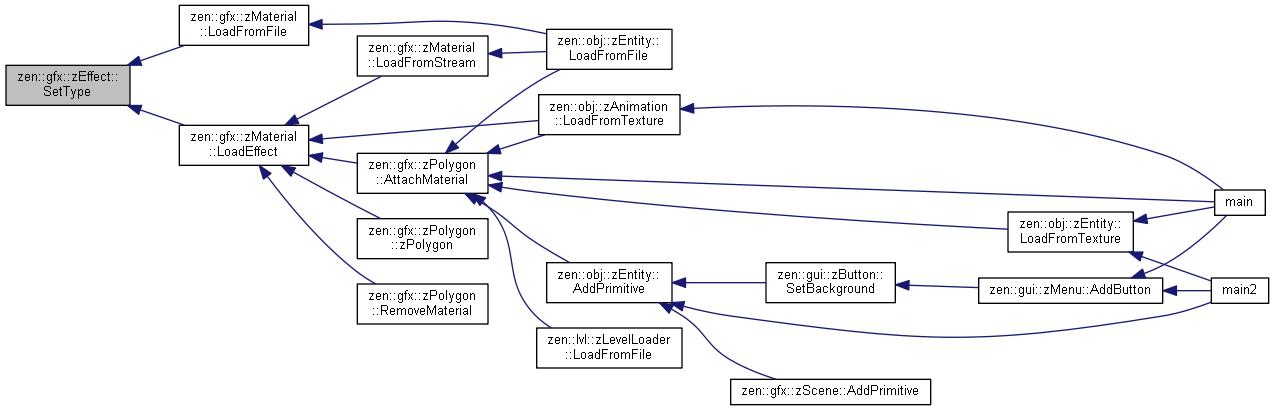 zen::gfx::zEffect::
SetType
zen::gfx::zMaterial
::LoadFromFile
zen::gfx::zMaterial
::LoadEffect
zen::gfx::zMaterial
::LoadFromStream
zen::gfx::zPolygon
::AttachMaterial
zen::gfx::zPolygon
::zPolygon
zen::gfx::zPolygon
::RemoveMaterial
zen::obj::zEntity::
LoadFromFile
zen::obj::zAnimation
::LoadFromTexture
zen::obj::zEntity::
AddPrimitive
zen::lvl::zLevelLoader
::LoadFromFile
zen::gui::zButton::
SetBackground
zen::gfx::zScene::AddPrimitive
zen::obj::zEntity::
LoadFromTexture
zen::gui::zMenu::AddButton
main
main2